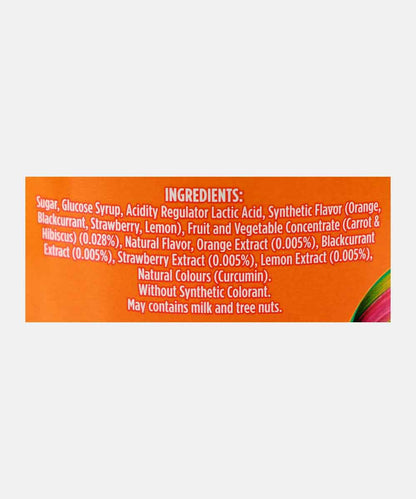 INGREDIENTS:
Sugar, Glucose Syrup, Acidity Regulator Lactic Acid, Synthetic Flavor (Orange,
Blackcurrant, Strawberry, Lemon), Fruit and Vegetable Concentrate (Carrot &
Hibiscus) (0.028%), Natural Flavor, Orange Extract (0.005%), Blackcurrant
Extract (0.005%), Strawberry Extract (0.005%), Lemon Extract (0.005%),
Natural Colours (Curcumin).
Without Synthetic Colorant.
May contains milk and tree nuts.